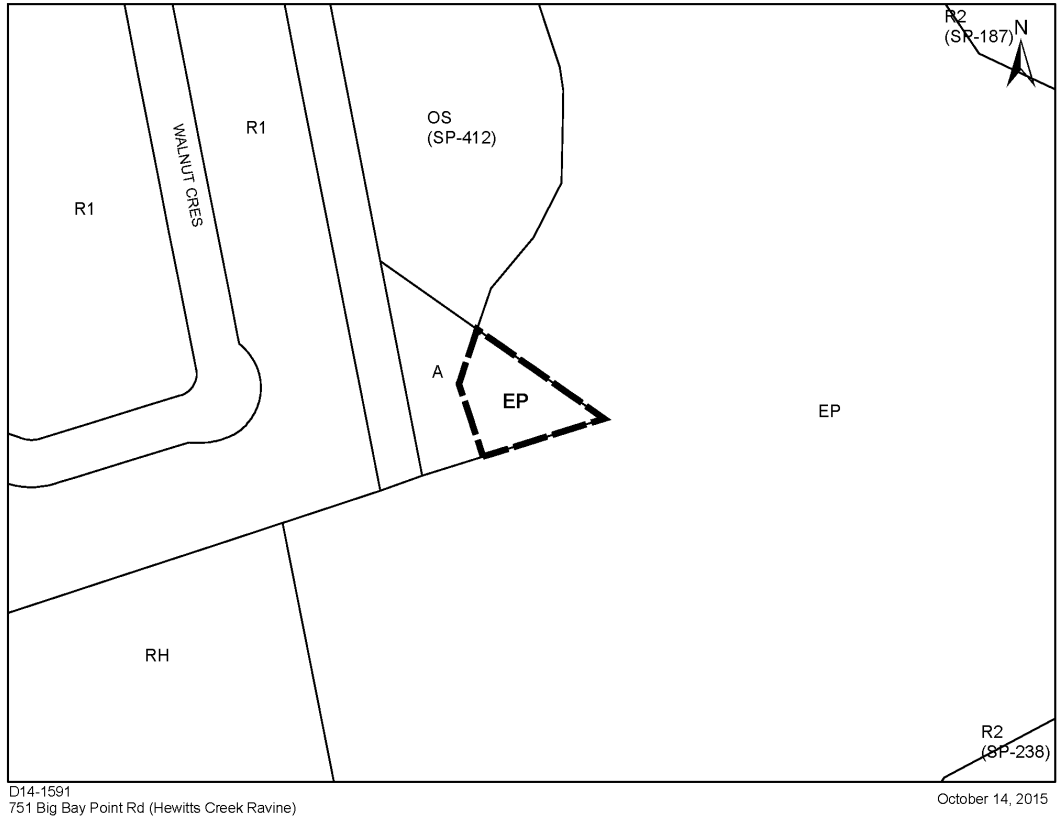 R2
(SP-187)
N
OS
(SP-412)
R1
WALNUT CRES
R1
A
EP
EP
RH
R2
(SP-238)
D14-1591
751 Big Bay Point Rd (Hewitts Creek Ravine)
October 14, 2015